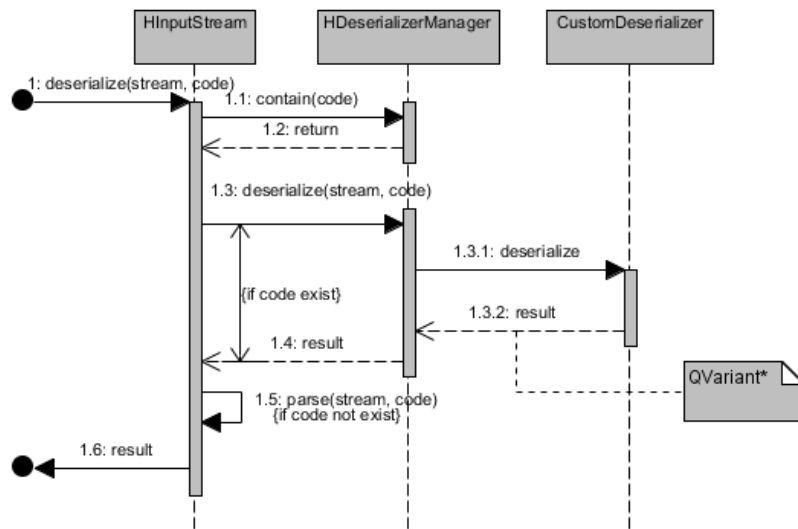 HInputStream
HDeserializerManager
CustomDeserializer
1: deserialize(stream, code)
1.1: contain(code)
1.2: return
1.3: deserialize(stream, code)
1.3.1: deserialize
{if code exist}
1.3.2: result
1.4: result
QVariant*
1.5: parse(stream, code)
{if code not exist}
1.6: result